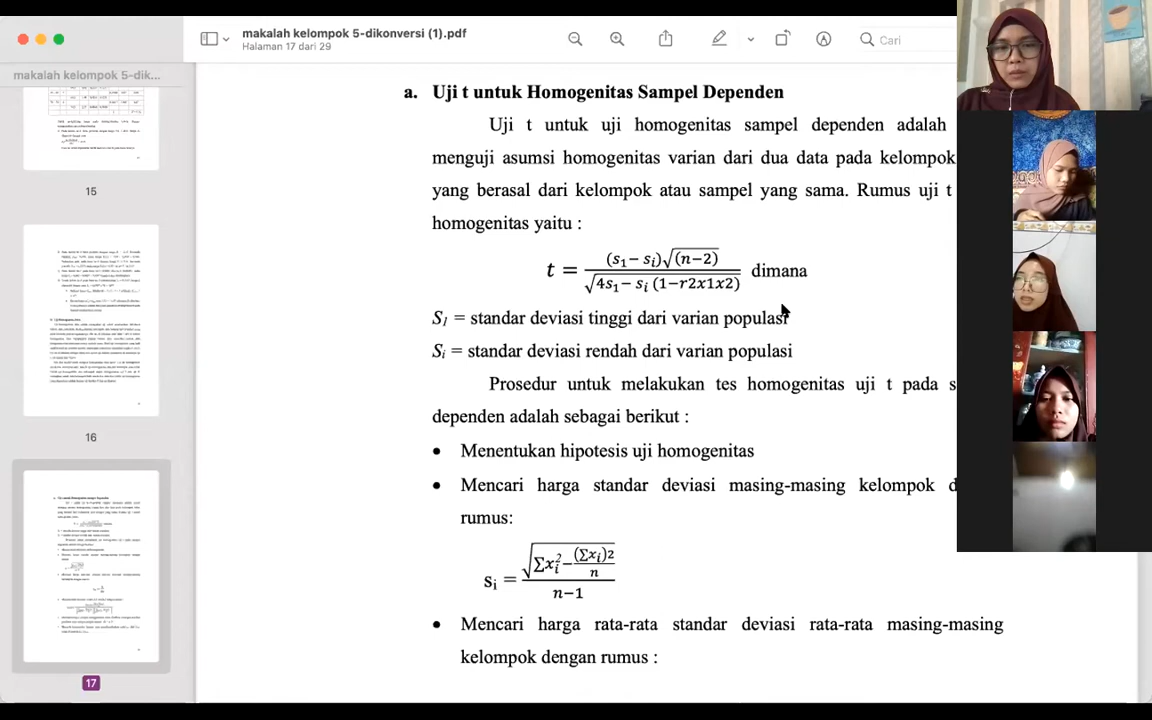 makalah kelompok 5-dikonversi (1).pdf
Halaman 17 dari 29
Cari
makalah kelompok 5-dik...
15
16
17
a. Uji t untuk Homogenitas Sampel Dependen
Uji t untuk uji homogenitas sampel dependen adalah
menguji asumsi homogenitas varian dari dua data pada kelompok
yang berasal dari kelompok atau sampel yang sama. Rumus uji t
homogenitas yaitu :
t = (s₁− sᵢ)√(n−2) / √4s₁− sᵢ (1−r2x1x2) dimana
S₁ = standar deviasi tinggi dari varian populasi
Sᵢ = standar deviasi rendah dari varian populasi
Prosedur untuk melakukan tes homogenitas uji t pada s
dependen adalah sebagai berikut :
• Menentukan hipotesis uji homogenitas
• Mencari harga standar deviasi masing-masing kelompok d
rumus:
sᵢ = √∑xᵢ²−(∑xᵢ)2/n / n−1
• Mencari harga rata-rata standar deviasi rata-rata masing-masing
kelompok dengan rumus :